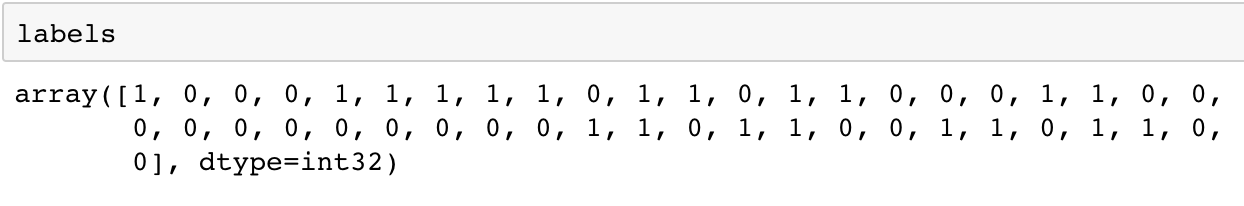 labels
array([1, 0, 0, 0, 1, 1, 1, 1, 1, 0, 1, 1, 0, 1, 1, 0, 0, 0, 1, 1, 0, 0,
0, 0, 0, 0, 0, 0, 0, 0, 0, 1, 1, 0, 1, 1, 0, 0, 1, 1, 0, 1, 1, 0,
0], dtype=int32)